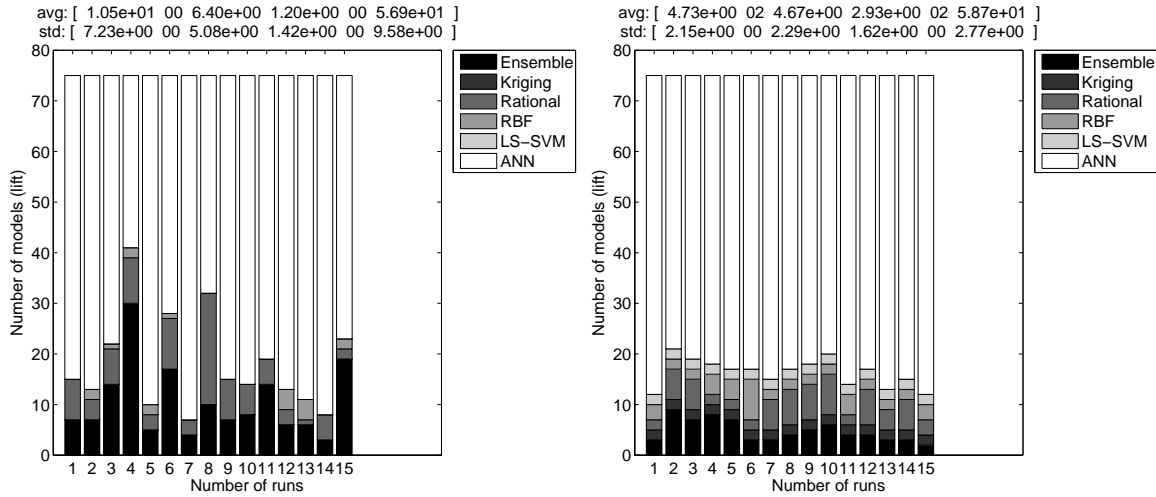 avg: [ 1.05e+01 00 6.40e+00 1.20e+00 00 5.69e+01 ]
std: [ 7.23e+00 00 5.08e+00 1.42e+00 00 9.58e+00 ]
80
70
60
50
40
30
20
10
0
Number of models (lift)
1 2 3 4 5 6 7 8 9 10 11 12 13 14 15
Number of runs
Ensemble
Kriging
Rational
RBF
LS−SVM
ANN
avg: [ 4.73e+00 02 4.67e+00 2.93e+00 02 5.87e+01 ]
std: [ 2.15e+00 00 2.29e+00 1.62e+00 00 2.77e+00 ]
80
70
60
50
40
30
20
10
0
Number of models (lift)
1 2 3 4 5 6 7 8 9 10 11 12 13 14 15
Number of runs
Ensemble
Kriging
Rational
RBF
LS−SVM
ANN